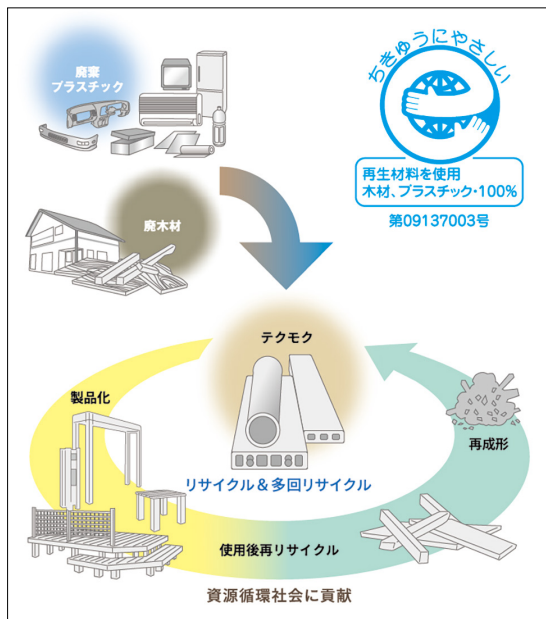 廃棄
プラスチック
ちきゅうにやさしい
再生材料を使用
木材、プラスチック・100%
第09137003号
廃木材
テクモク
製品化
再成形
リサイクル&多回リサイクル
使用後再リサイクル
資源循環社会に貢献